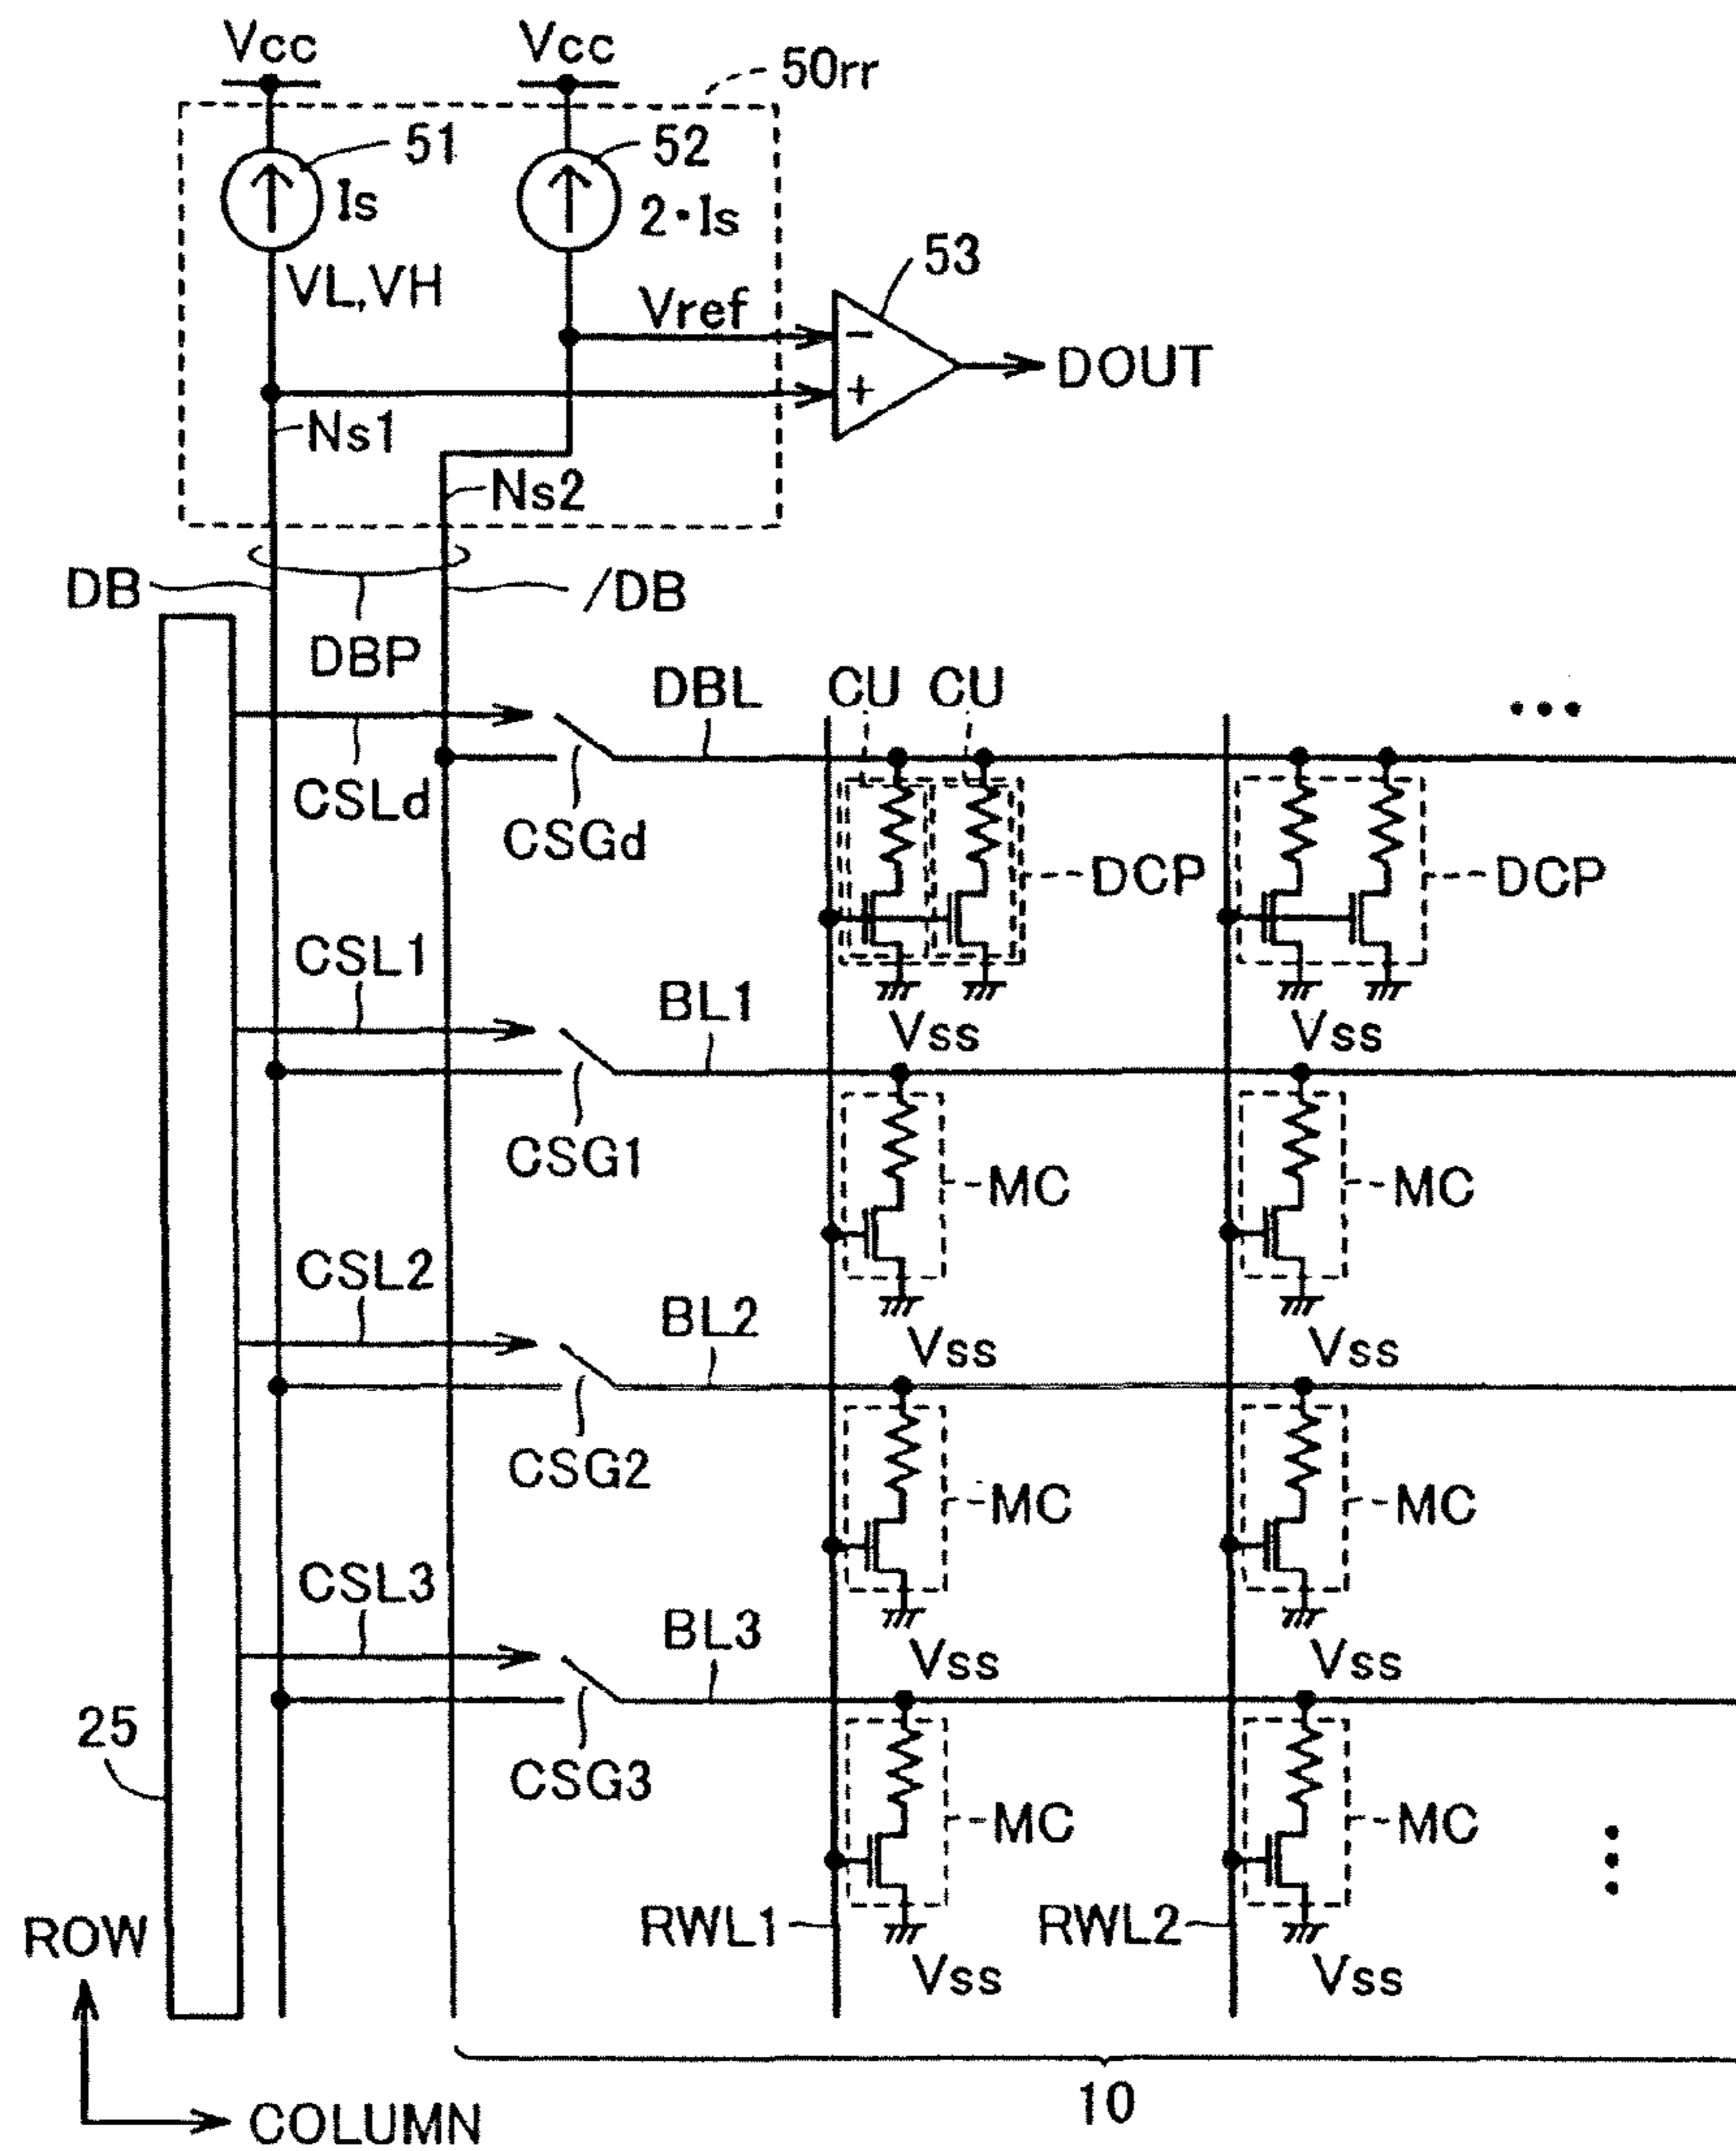 Vcc Vcc
50rr
51 52
Is 2·Is
VL,VH
53
Vref
−
+
DOUT
Ns1
Ns2
DB /DB
DBP
DBL CU CU •••
CSLd
CSGd
DCP DCP
CSL1
BL1
Vss Vss
CSG1
MC MC
CSL2
BL2
Vss Vss
CSG2
MC MC
CSL3
BL3
Vss Vss
25
CSG3
MC MC
ROW
RWL1 RWL2
Vss Vss
10
COLUMN